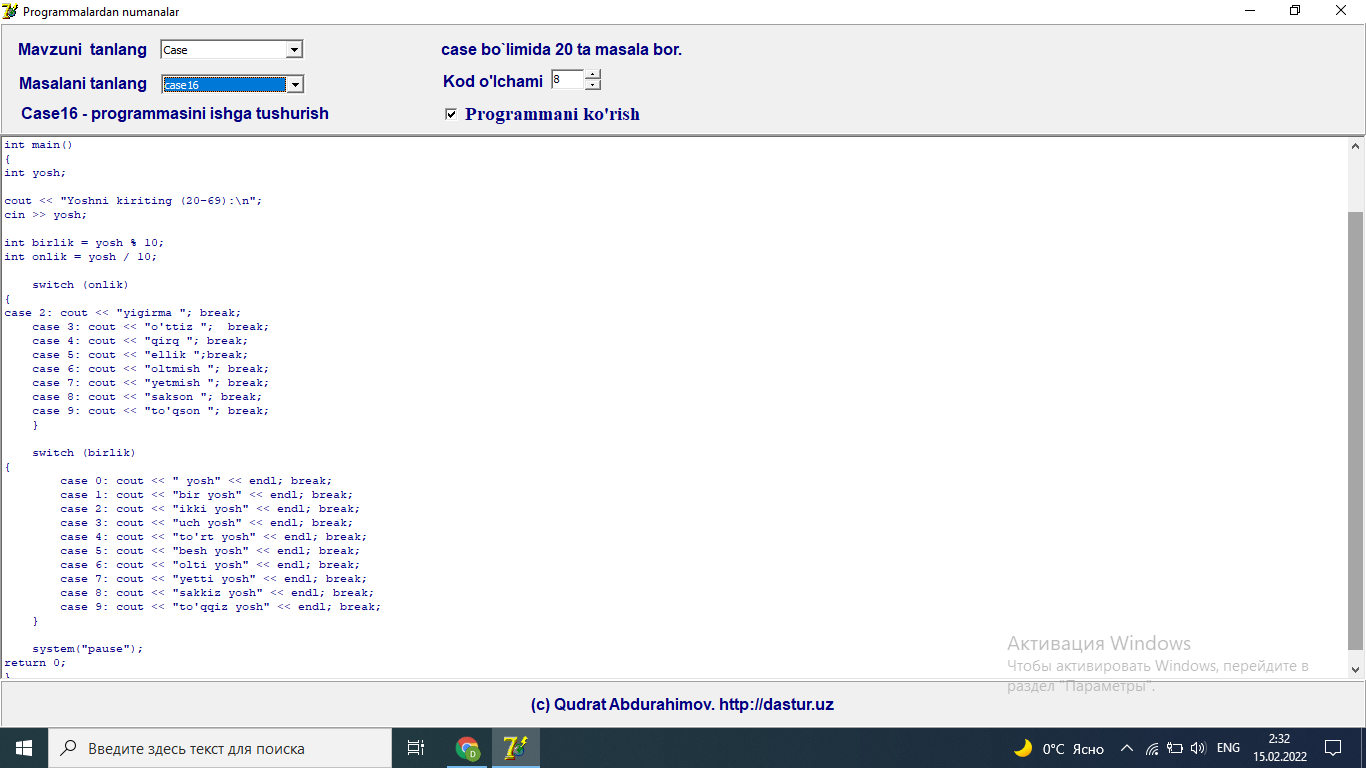 Programmalardan numanalar
Mavzuni  tanlang
Case
case bo`limida 20 ta masala bor.
Masalani tanlang
case16
Kod o'lchami
8
Case16 - programmasini ishga tushurish
Programmani ko'rish
int main()
{
int yosh;
cout << "Yoshni kiriting (20-69):\n";
cin >> yosh;
int birlik = yosh % 10;
int onlik = yosh / 10;
switch (onlik)
{
case 2: cout << "yigirma "; break;
case 3: cout << "o'ttiz ";  break;
case 4: cout << "qirq "; break;
case 5: cout << "ellik ";break;
case 6: cout << "oltmish "; break;
case 7: cout << "yetmish "; break;
case 8: cout << "sakson "; break;
case 9: cout << "to'qson "; break;
}
switch (birlik)
{
case 0: cout << " yosh" << endl; break;
case 1: cout << "bir yosh" << endl; break;
case 2: cout << "ikki yosh" << endl; break;
case 3: cout << "uch yosh" << endl; break;
case 4: cout << "to'rt yosh" << endl; break;
case 5: cout << "besh yosh" << endl; break;
case 6: cout << "olti yosh" << endl; break;
case 7: cout << "yetti yosh" << endl; break;
case 8: cout << "sakkiz yosh" << endl; break;
case 9: cout << "to'qqiz yosh" << endl; break;
}
system("pause");
return 0;
}
Активация Windows
Чтобы активировать Windows, перейдите в
раздел "Параметры".
(c) Qudrat Abdurahimov. http://dastur.uz
Введите здесь текст для поиска
D
0°C Ясно
ENG
2:32
15.02.2022